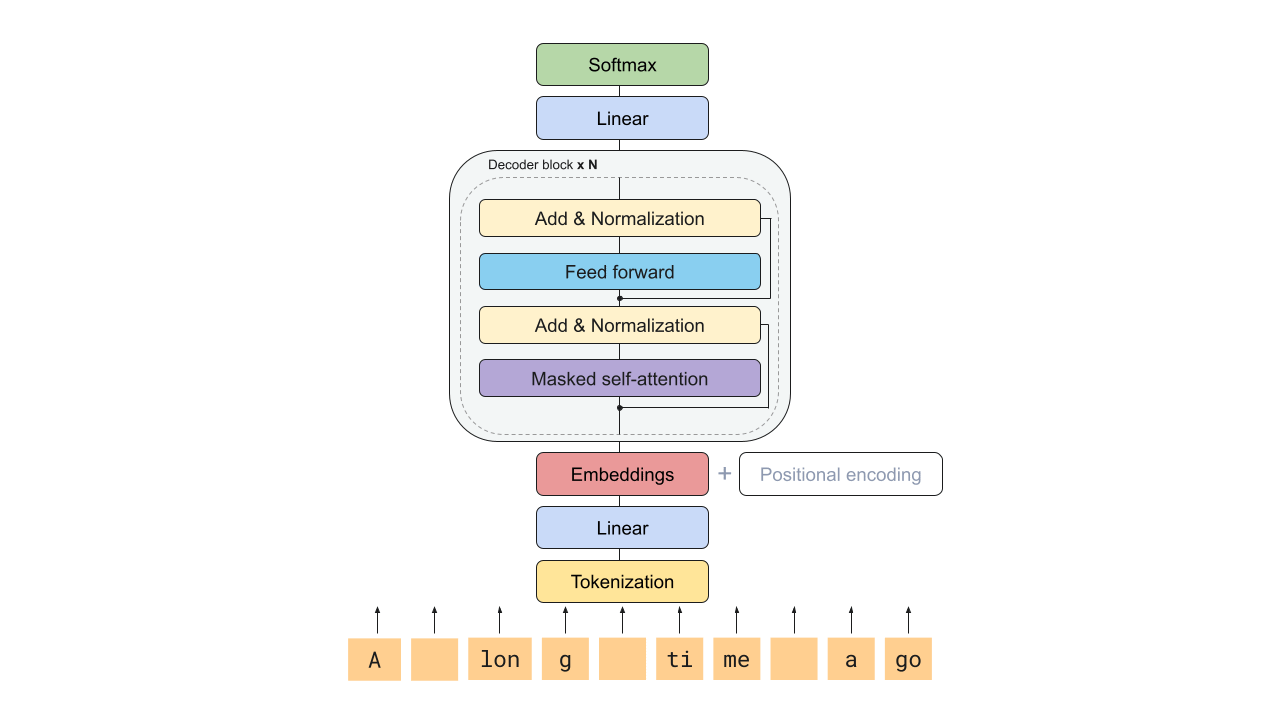 Softmax
Linear
Decoder block x N
Add & Normalization
Feed forward
Add & Normalization
Masked self-attention
Embeddings + Positional encoding
Linear
Tokenization
A lon g ti me a go